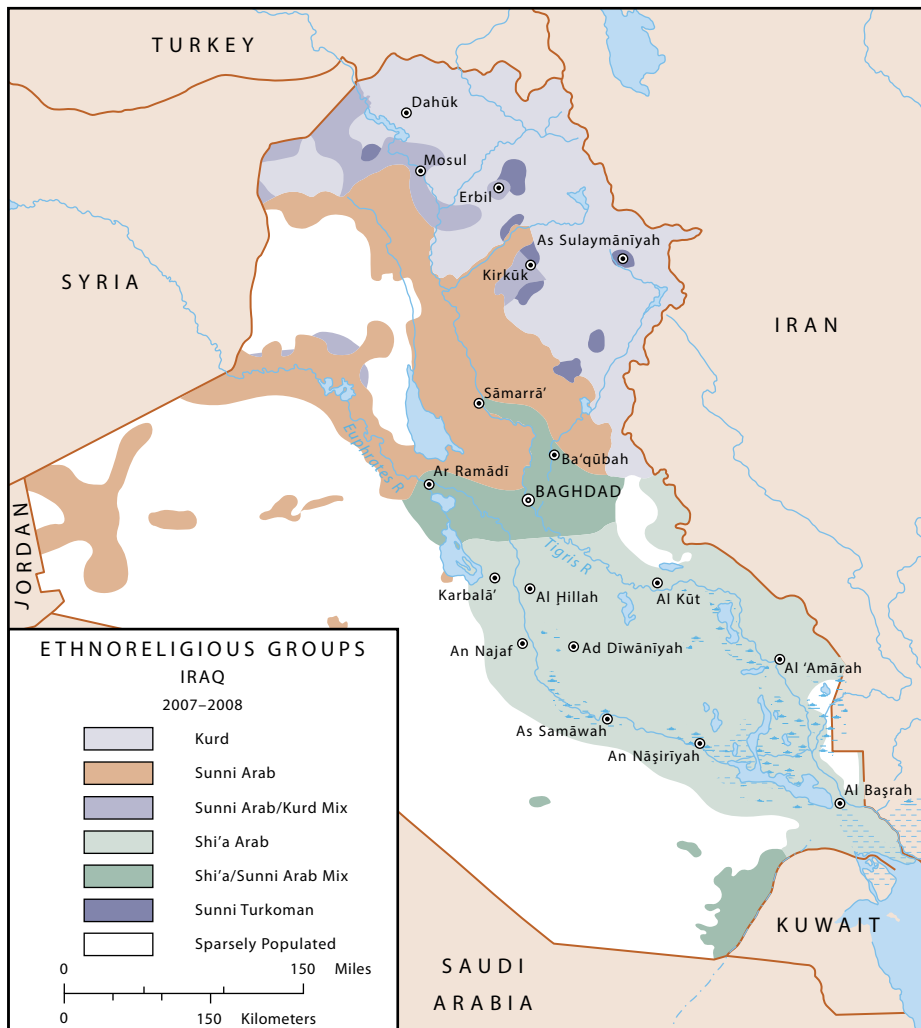 TURKEY
Dahūk
Mosul
Erbil
As Sulaymānīyah
Kirkūk
SYRIA
IRAN
Sāmarrā'
Euphrates R
Ba'qūbah
Ar Ramādī
BAGHDAD
JORDAN
Tigris R
Karbalā'
Al Ḩillah
Al Kūt
An Najaf
Ad Dīwānīyah
Al 'Amārah
As Samāwah
An Nāşirīyah
Al Başrah
KUWAIT
SAUDI
ARABIA
ETHNORELIGIOUS GROUPS
IRAQ
2007–2008
Kurd
Sunni Arab
Sunni Arab/Kurd Mix
Shi'a Arab
Shi'a/Sunni Arab Mix
Sunni Turkoman
Sparsely Populated
0 150 Miles
0 150 Kilometers